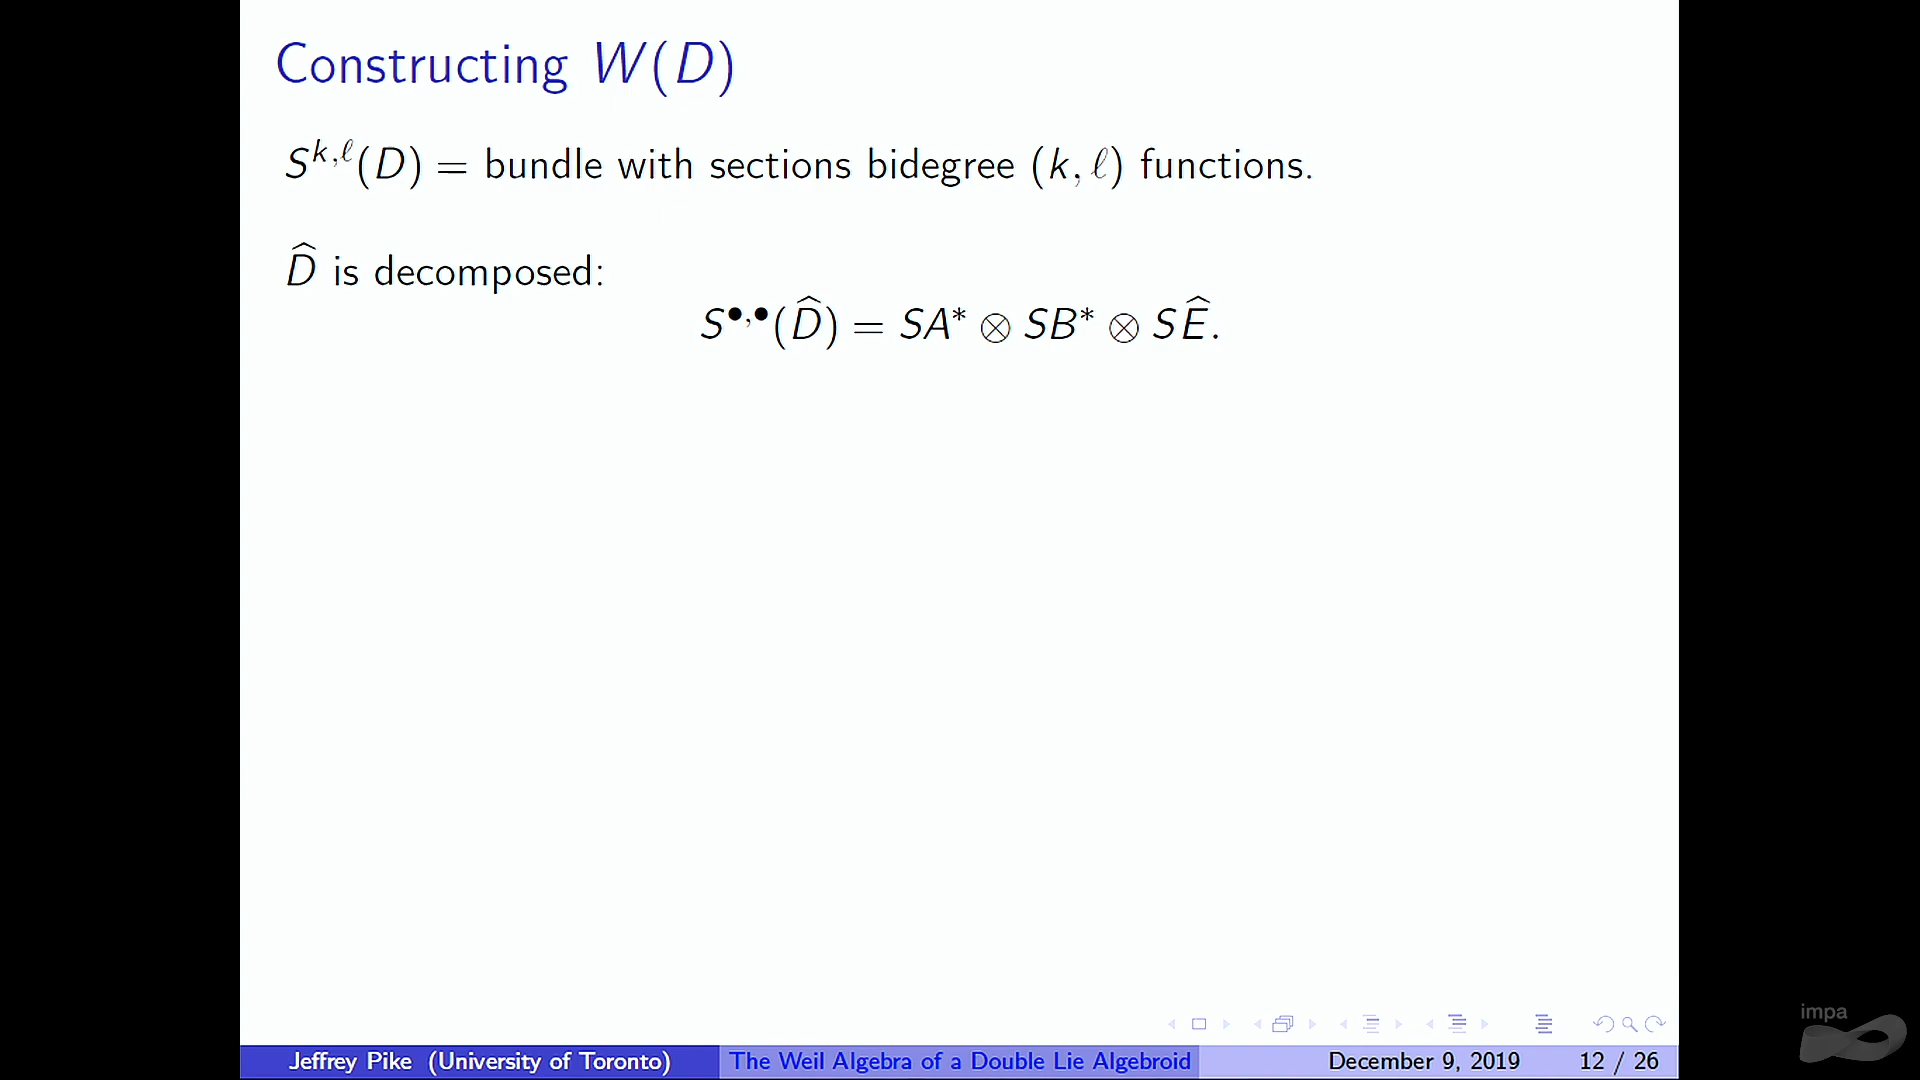 Constructing W(D)
S^{k,ℓ}(D) = bundle with sections bidegree (k, ℓ) functions.
D̂ is decomposed:
S^{•,•}(D̂) = SA* ⊗ SB* ⊗ SÊ.
impa
Jeffrey Pike (University of Toronto) The Weil Algebra of a Double Lie Algebroid December 9, 2019 12 / 26